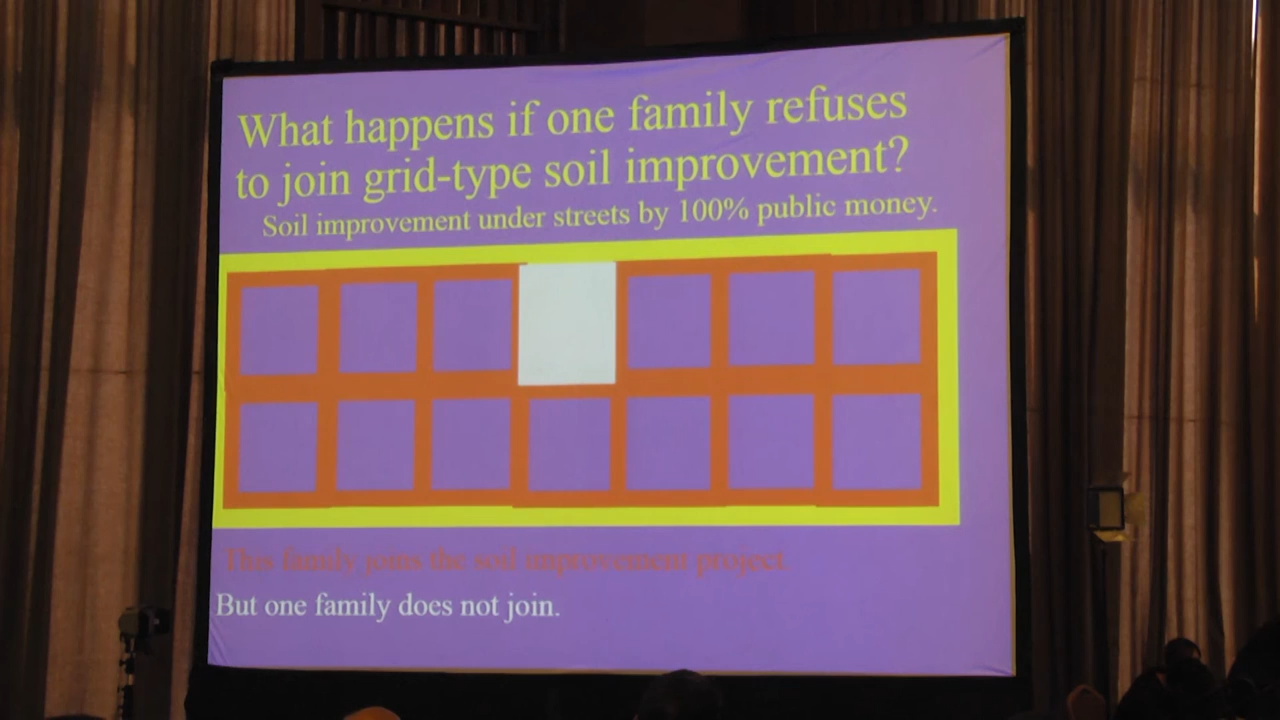 What happens if one family refuses
to join grid-type soil improvement?
Soil improvement under streets by 100% public money.
This family joins the soil improvement project.
But one family does not join.